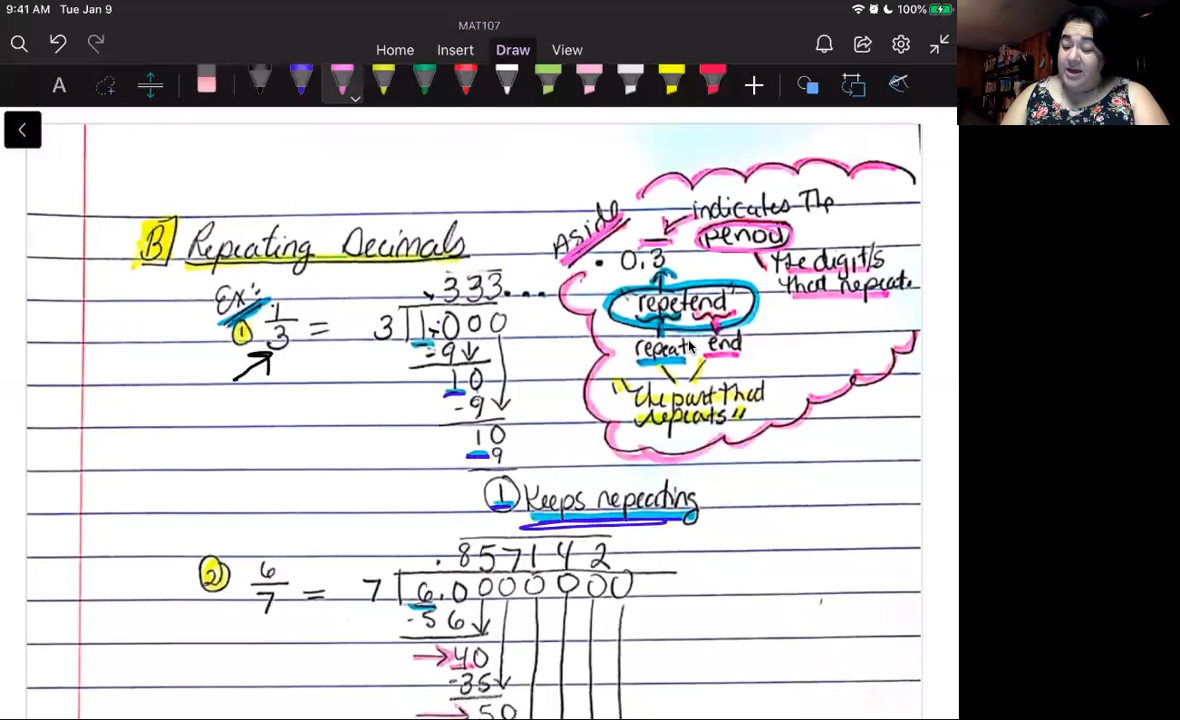 9:41 AM Tue Jan 9
100%
MAT107
Home Insert Draw View
A
B Repeating Decimals
Ex:
1 1/3 =
.333....
3 1.000
-9
10
-9
10
9
1 Keeps repeating
Aside
indicates The
period
. 0.3
the digit/s
that repeat.
"repetend"
repeat end
"the part that
repeats"
2) 6/7 =
.857142
7 6.0000000
-56
40
-35
50